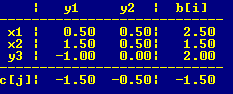 ¦ y1 y2 ¦ b[i]
x1 ¦ 0.50 0.50¦ 2.50
x2 ¦ 1.50 0.50¦ 1.50
y3 ¦ -1.00 0.00¦ 2.00
c[j]¦ -1.50 -0.50¦ -1.50